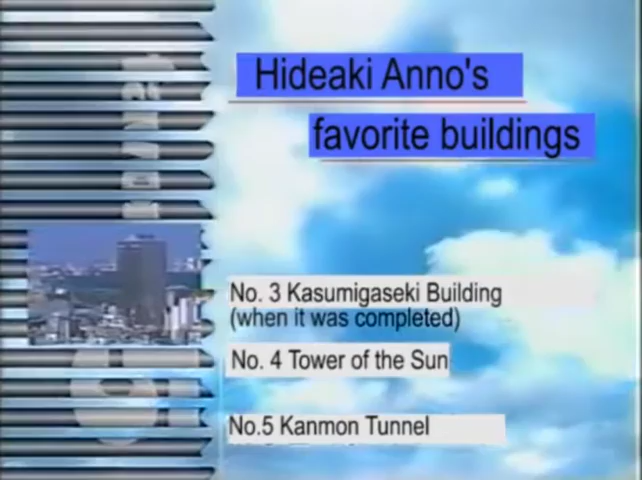 Hideaki Anno's
favorite buildings
No. 3 Kasumigaseki Building
(when it was completed)
No. 4 Tower of the Sun
No.5 Kanmon Tunnel